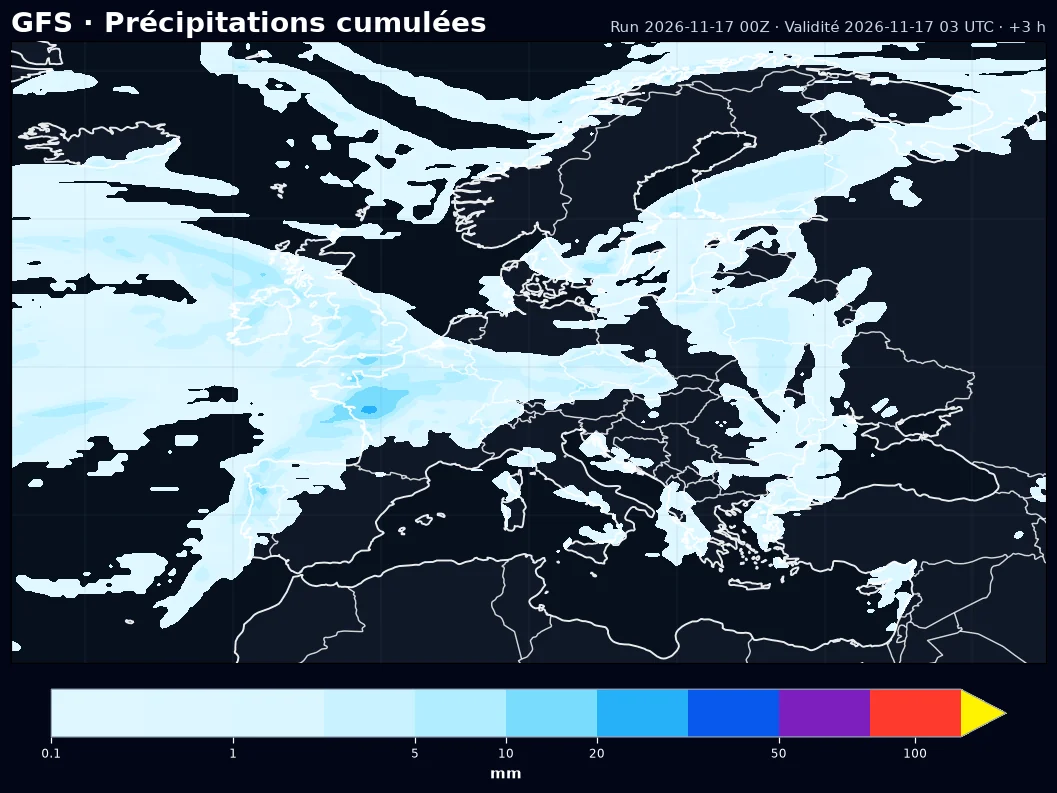 GFS · Précipitations cumulées
Run 2026-11-17 00Z · Validité 2026-11-17 03 UTC · +3 h
0.1 1 5 10 20 50 100
mm